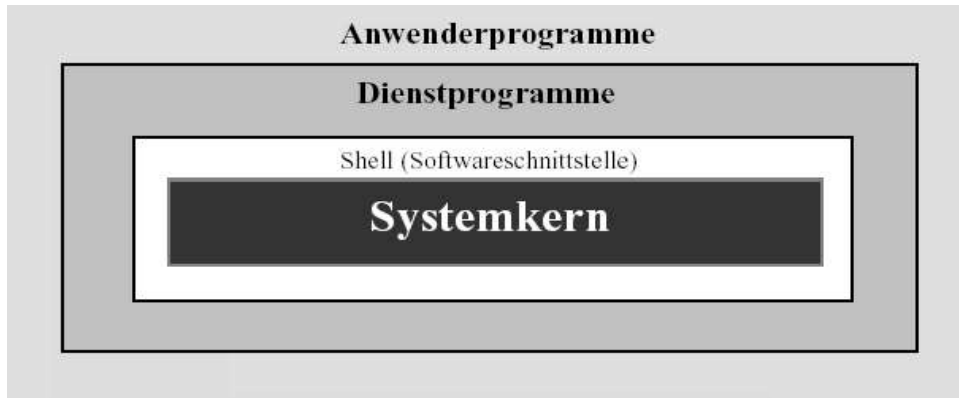 Anwenderprogramme
Dienstprogramme
Shell (Softwareschnittstelle)
Systemkern